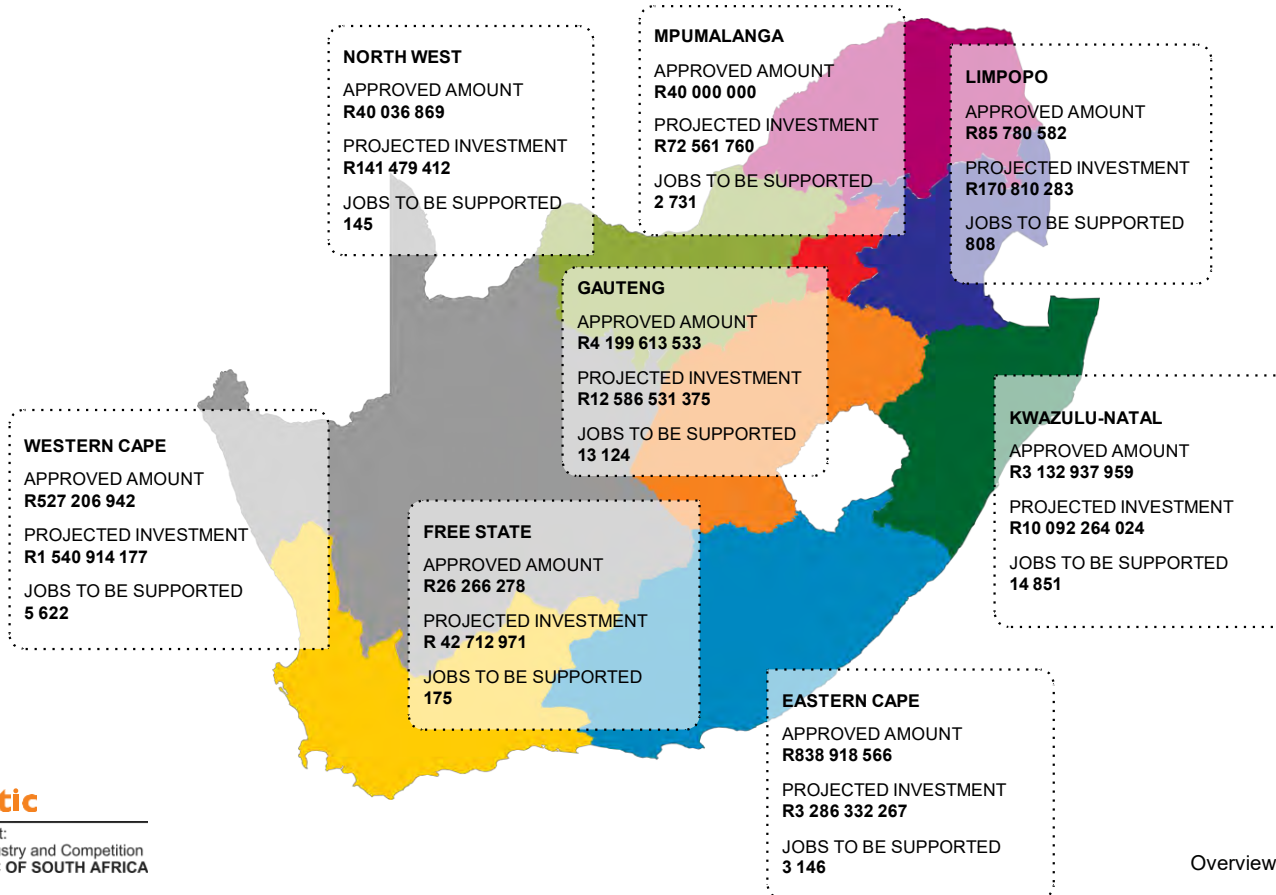 NORTH WEST
APPROVED AMOUNT
R40 036 869
PROJECTED INVESTMENT
R141 479 412
JOBS TO BE SUPPORTED
145
MPUMALANGA
APPROVED AMOUNT
R40 000 000
PROJECTED INVESTMENT
R72 561 760
JOBS TO BE SUPPORTED
2 731
LIMPOPO
APPROVED AMOUNT
R85 780 582
PROJECTED INVESTMENT
R170 810 283
JOBS TO BE SUPPORTED
808
GAUTENG
APPROVED AMOUNT
R4 199 613 533
PROJECTED INVESTMENT
R12 586 531 375
JOBS TO BE SUPPORTED
13 124
WESTERN CAPE
APPROVED AMOUNT
R527 206 942
PROJECTED INVESTMENT
R1 540 914 177
JOBS TO BE SUPPORTED
5 622
KWAZULU-NATAL
APPROVED AMOUNT
R3 132 937 959
PROJECTED INVESTMENT
R10 092 264 024
JOBS TO BE SUPPORTED
14 851
FREE STATE
APPROVED AMOUNT
R26 266 278
PROJECTED INVESTMENT
R 42 712 971
JOBS TO BE SUPPORTED
175
EASTERN CAPE
APPROVED AMOUNT
R838 918 566
PROJECTED INVESTMENT
R3 286 332 267
JOBS TO BE SUPPORTED
3 146
tic
t:
stry and Competition
OF SOUTH AFRICA
Overview